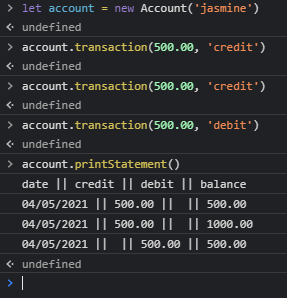 > let account = new Account('jasmine')
undefined
> account.transaction(500.00, 'credit')
undefined
> account.transaction(500.00, 'credit')
undefined
> account.transaction(500.00, 'debit')
undefined
> account.printStatement()
date || credit || debit || balance
04/05/2021 || 500.00 || || 500.00
04/05/2021 || 500.00 || || 1000.00
04/05/2021 || || 500.00 || 500.00
undefined
>